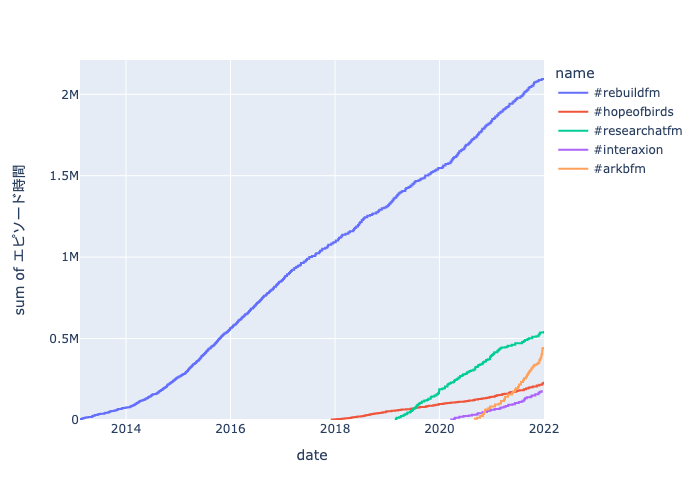 name
#rebuildfm
#hopeofbirds
#researchatfm
#interaxion
#arkbfm
sum of エピソード時間
2M
1.5M
1M
0.5M
0
2014
2016
2018
2020
2022
date